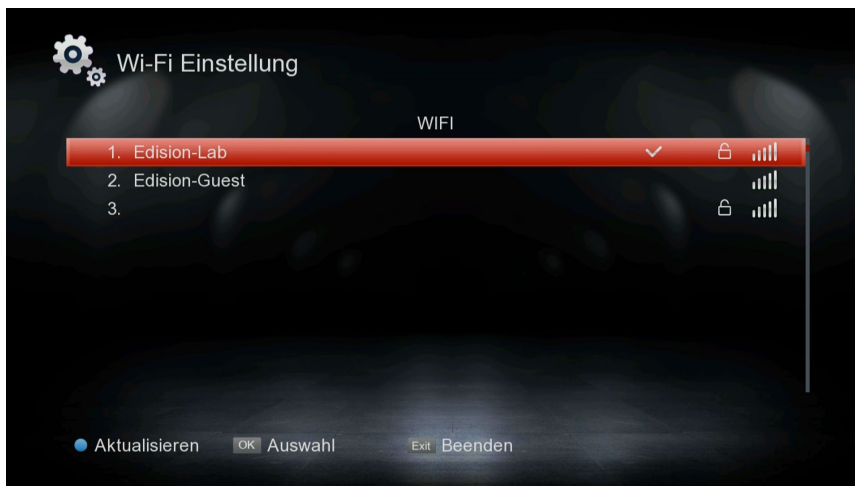 Wi-Fi Einstellung
WIFI
1. Edision-Lab
2. Edision-Guest
3.
Aktualisieren OK Auswahl Exit Beenden